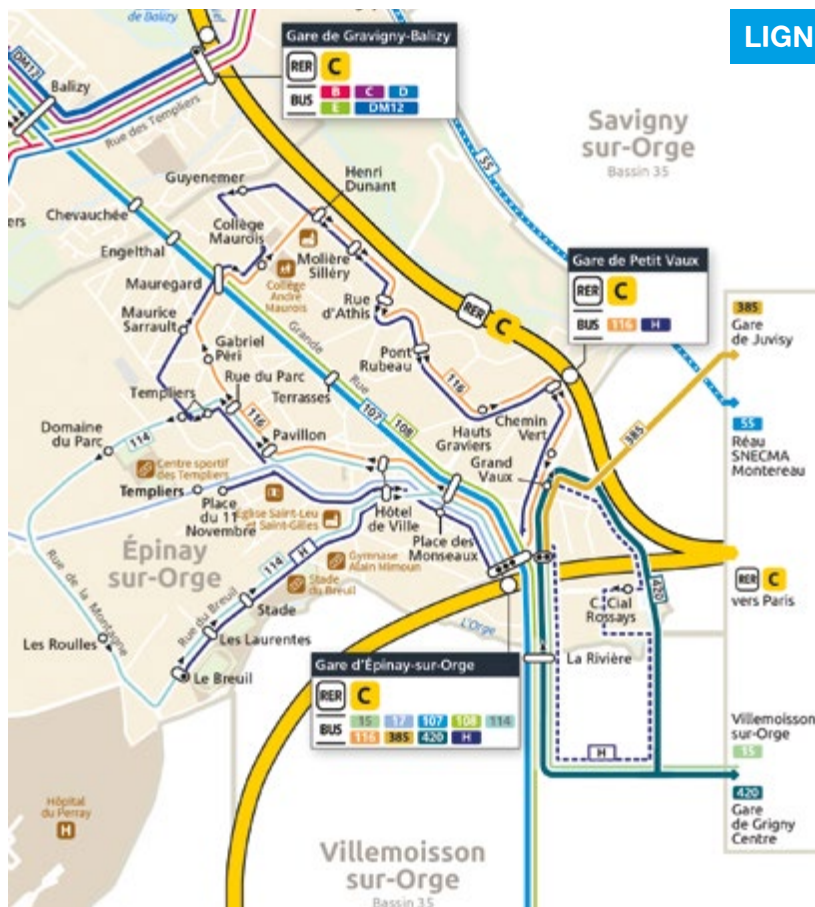 de Balizy
Gare de Gravigny-Balizy
RER C
BUS B C D
E DM12
LIGN
DM12
Balizy
Rue des Templiers
Savigny
sur-Orge
Bassin 35
55
Guyenemer
Henri
Dunant
Chevauchée
ers
Engelthal
Collège
Maurois
Molière
Silléry
Collège
André
Maurois
Mauregard
Maurice
Sarrault
Rue
d'Athis
Grande
Rue
RER C
Gare de Petit Vaux
RER C
BUS 116 H
385
Gare
de Juvisy
Gabriel
Péri
Pont
Rubeau
Rue du Parc
Templiers
Terrasses
116
116
107
108
Domaine
du Parc
114
Pavillon
Hauts
Graviers
Chemin
Vert
385
55
Réau
SNECMA
Montereau
Centre sportif
des Templiers
Grand
Vaux
Templiers
Place
du 11
Novembre
Eglise Saint-Leu
et Saint-Gilles
Hôtel
de Ville
Place des
Monseaux
Épinay
sur-Orge
114
H
Gymnase
Alain Mimoun
Stade
du Breuil
RER C
vers Paris
420
Rue de la Montagne
Rue du Breuil
Stade
C.Cial
Rossays
Les Roulles
Les Laurentes
L'Orge
Le Breuil
La Rivière
Gare d'Épinay-sur-Orge
RER C
BUS 15 17 107 108 114
116 385 420 H
Villemoisson
sur-Orge
15
H
420
Gare
de Grigny
Centre
Hôpital
du Perray
H
Villemoisson
sur-Orge
Bassin 35